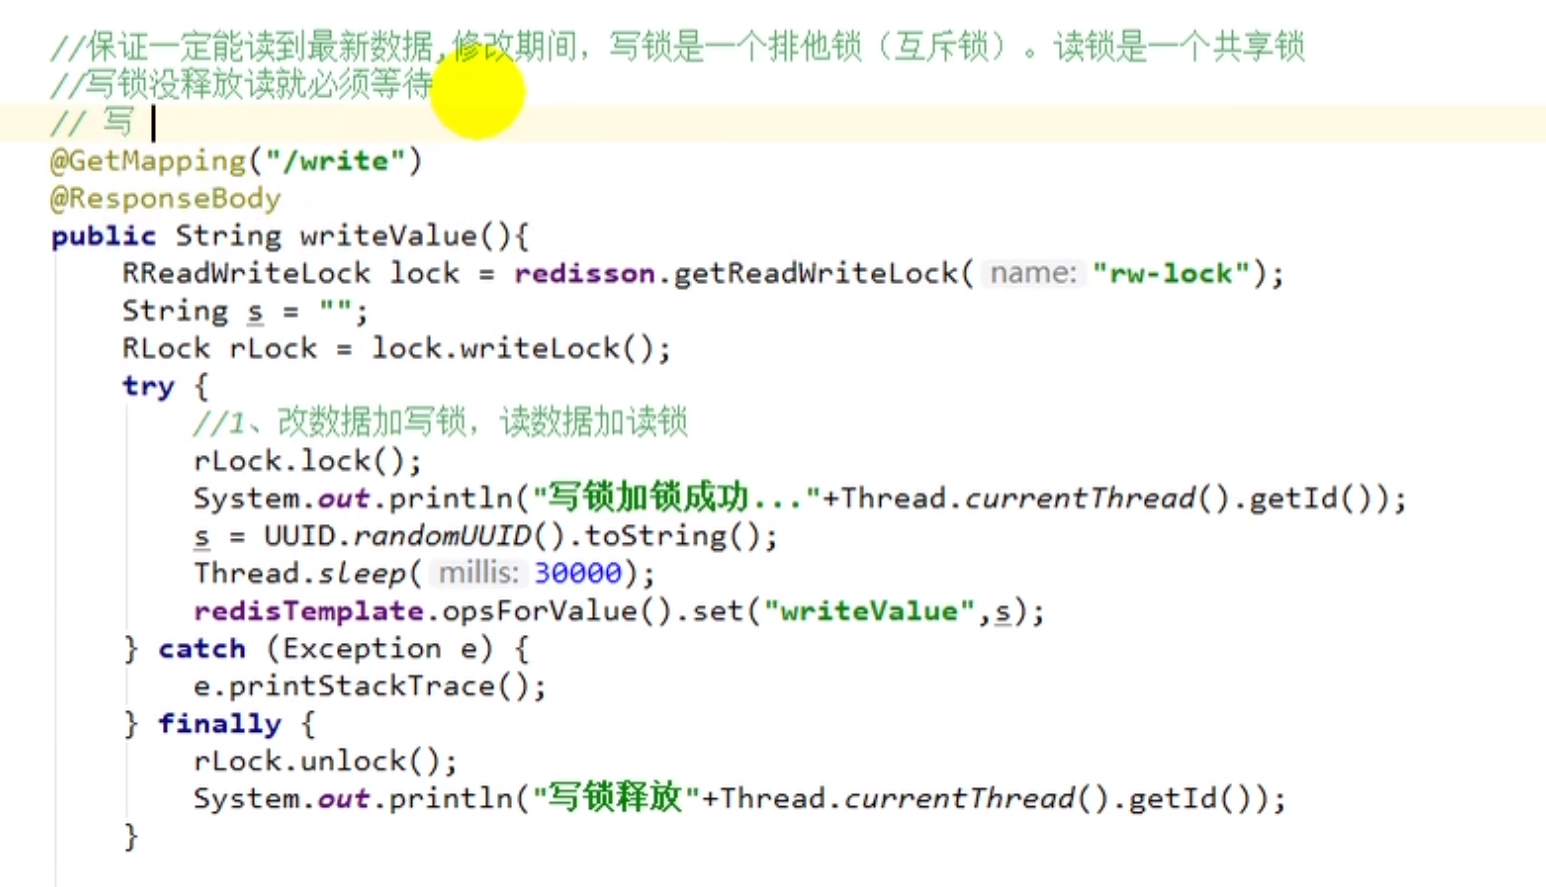 //保证一定能读到最新数据,修改期间，写锁是一个排他锁（互斥锁）。读锁是一个共享锁
//写锁没释放读就必须等待
// 写
@GetMapping("/write")
@ResponseBody
public String writeValue(){
RReadWriteLock lock = redisson.getReadWriteLock( name: "rw-lock");
String s = "";
RLock rLock = lock.writeLock();
try {
//1、改数据加写锁，读数据加读锁
rLock.lock();
System.out.println("写锁加锁成功..."+Thread.currentThread().getId());
s = UUID.randomUUID().toString();
Thread.sleep( millis: 30000);
redisTemplate.opsForValue().set("writeValue",s);
} catch (Exception e) {
e.printStackTrace();
} finally {
rLock.unlock();
System.out.println("写锁释放"+Thread.currentThread().getId());
}